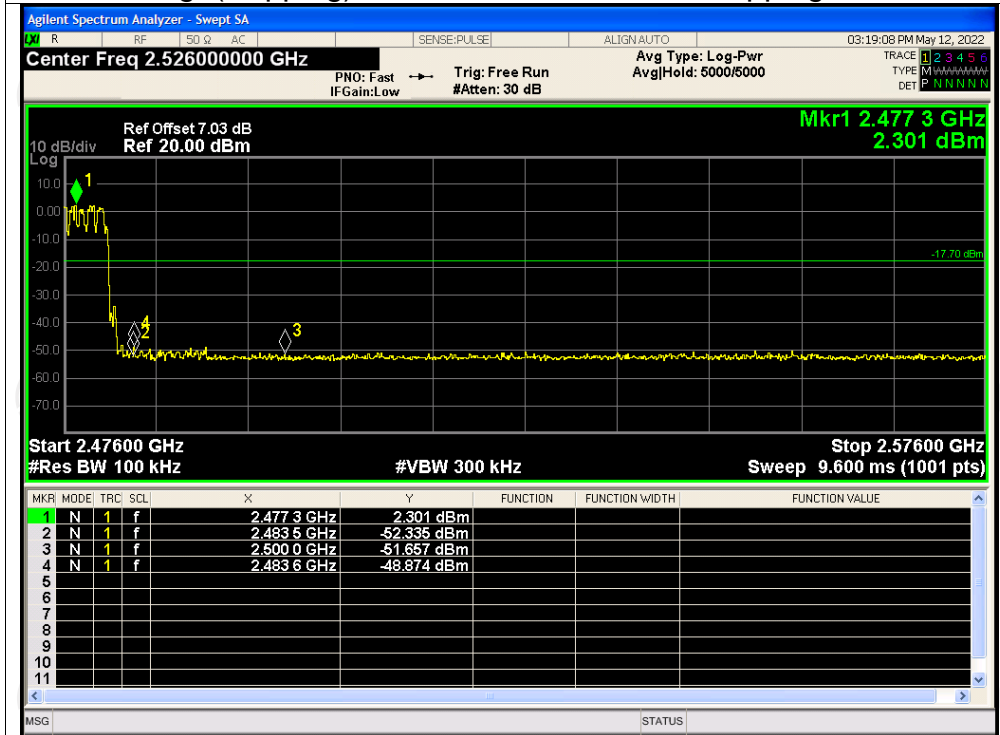 Agilent Spectrum Analyzer - Swept SA
LXI R RF 50 Ω AC SENSE:PULSE ALIGN AUTO 03:19:08 PM May 12, 2022
Center Freq 2.526000000 GHz
PNO: Fast
IFGain:Low
Trig: Free Run
#Atten: 30 dB
Avg Type: Log-Pwr
Avg|Hold: 5000/5000
TRACE 1 2 3 4 5 6
TYPE M
DET P N N N N N
Mkr1 2.477 3 GHz
2.301 dBm
Ref Offset 7.03 dB
10 dB/div Ref 20.00 dBm
Log
10.0
0.00
-10.0
-20.0
-30.0
-40.0
-50.0
-60.0
-70.0
1
-17.70 dBm
4
2
3
Start 2.47600 GHz Stop 2.57600 GHz
#Res BW 100 kHz #VBW 300 kHz Sweep 9.600 ms (1001 pts)
MKR MODE TRC SCL X Y FUNCTION FUNCTION WIDTH FUNCTION VALUE
1 N 1 f 2.477 3 GHz 2.301 dBm
2 N 1 f 2.483 5 GHz -52.335 dBm
3 N 1 f 2.500 0 GHz -51.657 dBm
4 N 1 f 2.483 6 GHz -48.874 dBm
5
6
7
8
9
10
11
MSG STATUS